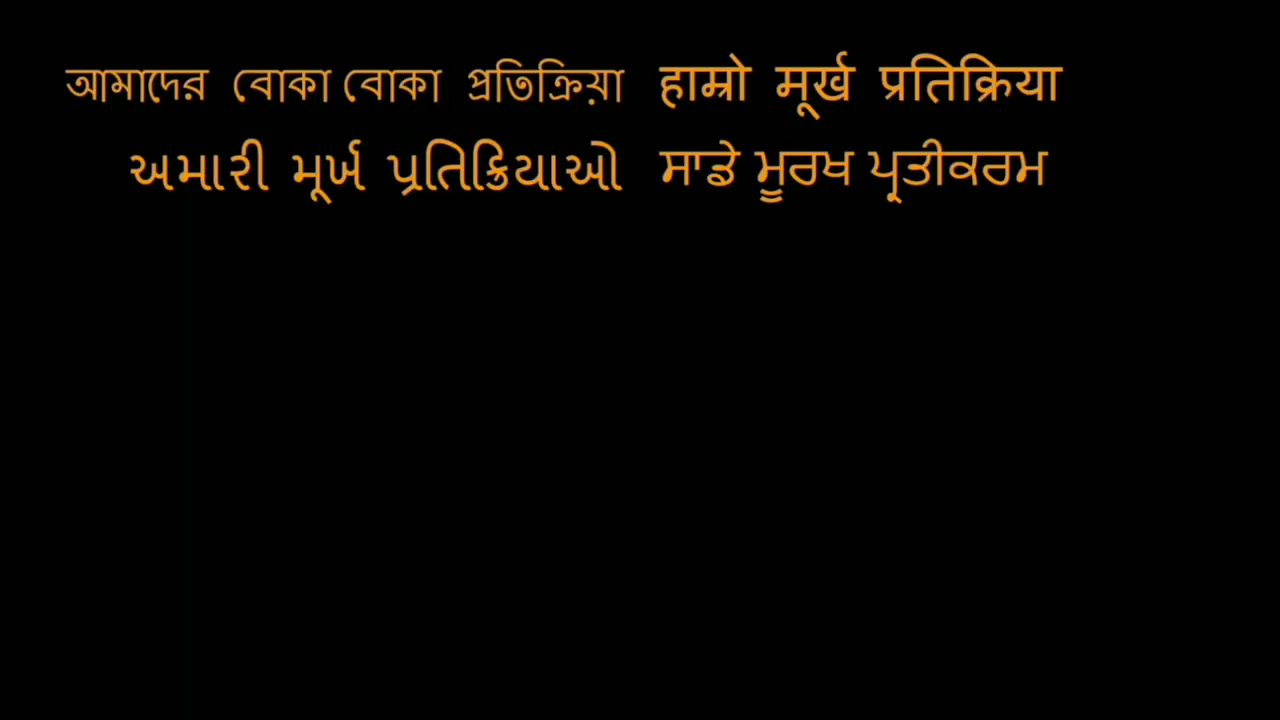 আমাদের বোকা বোকা প্রতিক্রিয়া हाम्रो मूर्ख प्रतिक्रिया
અમારી મૂર્ખ પ્રતિક્રિયાઓ ਸਾਡੇ ਮੂਰਖ ਪ੍ਰਤੀਕਰਮ